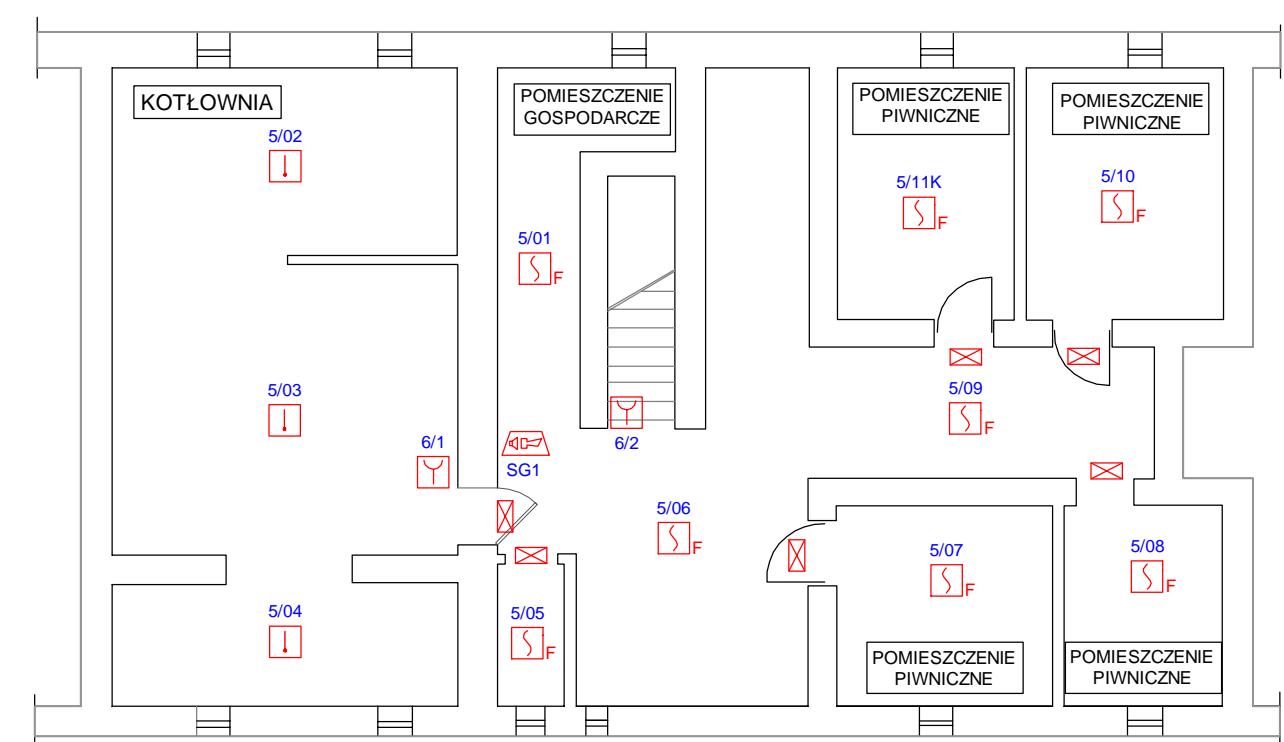 KOTŁOWNIA
POMIESZCZENIE
GOSPODARCZE
POMIESZCZENIE
PIWNICZNE
POMIESZCZENIE
PIWNICZNE
5/02
5/11K
F
5/10
F
5/01
F
5/03
5/09
F
6/1
SG1
6/2
5/06
F
5/07
F
5/08
F
5/04
5/05
F
POMIESZCZENIE
PIWNICZNE
POMIESZCZENIE
PIWNICZNE